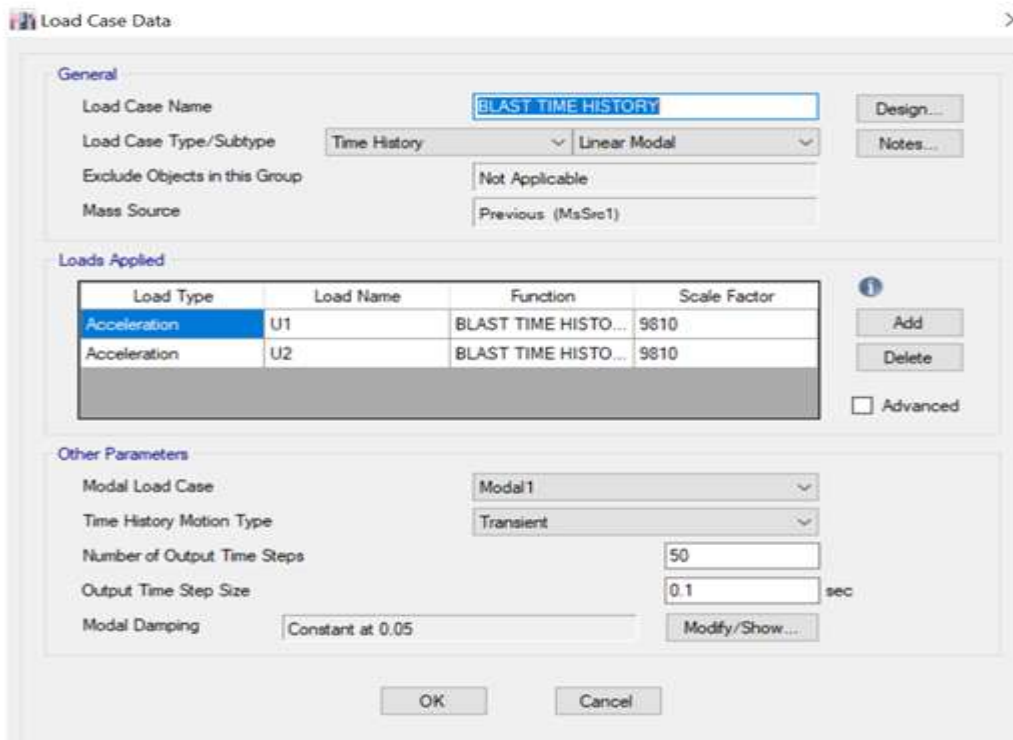 Load Case Data
General
Load Case Name BLAST TIME HISTORY Design...
Load Case Type/Subtype Time History Linear Modal Notes...
Exclude Objects in this Group Not Applicable
Mass Source Previous (MsSrc1)
Loads Applied
Load Type Load Name Function Scale Factor
Acceleration U1 BLAST TIME HISTO... 9810 Add
Acceleration U2 BLAST TIME HISTO... 9810 Delete
Advanced
Other Parameters
Modal Load Case Modal1
Time History Motion Type Transient
Number of Output Time Steps 50
Output Time Step Size 0.1 sec
Modal Damping Constant at 0.05 Modify/Show...
OK Cancel